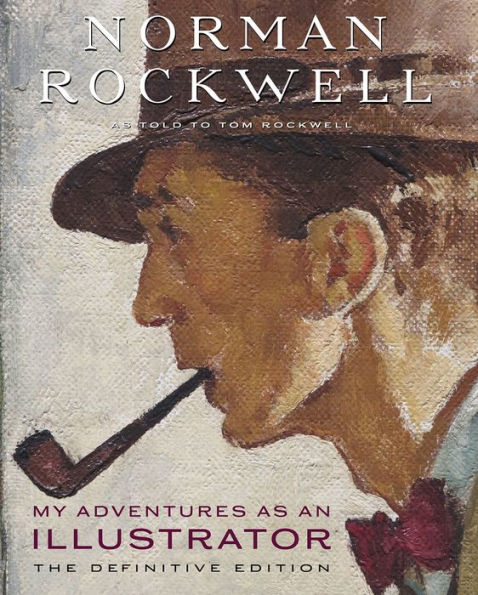 NORMAN
ROCKWELL
AS TOLD TO TOM ROCKWELL
MY ADVENTURES AS AN
ILLUSTRATOR
THE DEFINITIVE EDITION